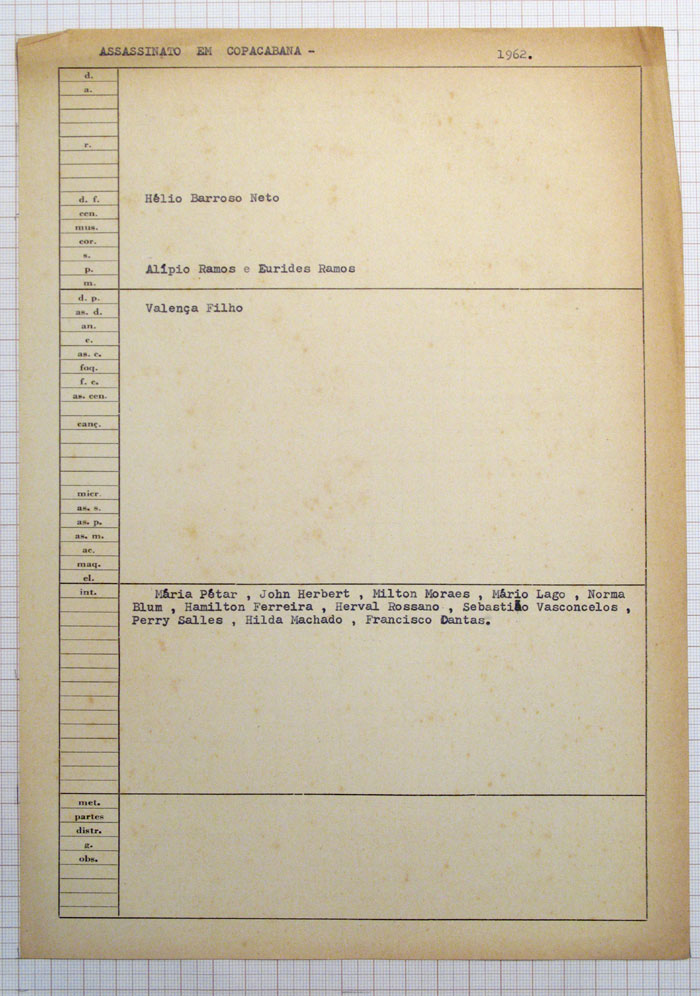 ASSASSINATO EM COPACABANA - 1962.
d.
a.
r.
d. f. Hélio Barroso Neto
cen.
mus.
cor.
s.
p. Alípio Ramos e Eurides Ramos
m.
d. p.
as. d. Valença Filho
an.
e.
as. c.
foq.
f. c.
as. cen.
canç.
micr.
as. s.
as. p.
as. m.
ac.
maq.
el.
int. Mária Pétar , John Herbert , Milton Moraes , Mário Lago , Norma
Blum , Hamilton Ferreira , Herval Rossano , Sebastião Vasconcelos ,
Perry Salles , Hilda Machado , Francisco Dantas.
met.
partes
distr.
g.
obs.